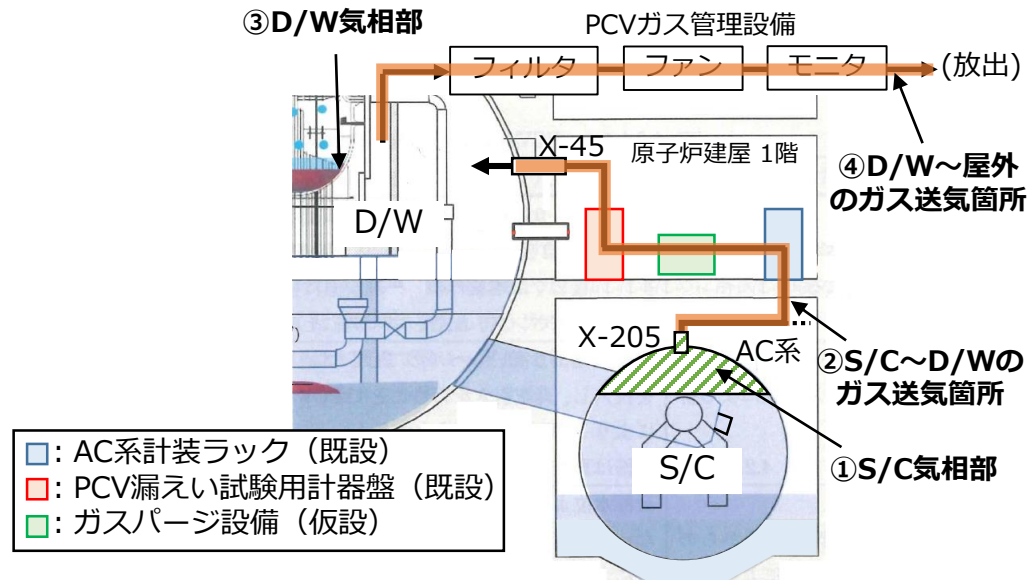 ③D/W気相部
PCVガス管理設備
フィルタ
ファン
モニタ
(放出)
X-45
原子炉建屋 1階
④D/W～屋外
のガス送気箇所
D/W
X-205
AC系
②S/C～D/Wの
ガス送気箇所
S/C
①S/C気相部
：AC系計装ラック（既設）
：PCV漏えい試験用計器盤（既設）
：ガスパージ設備（仮設）